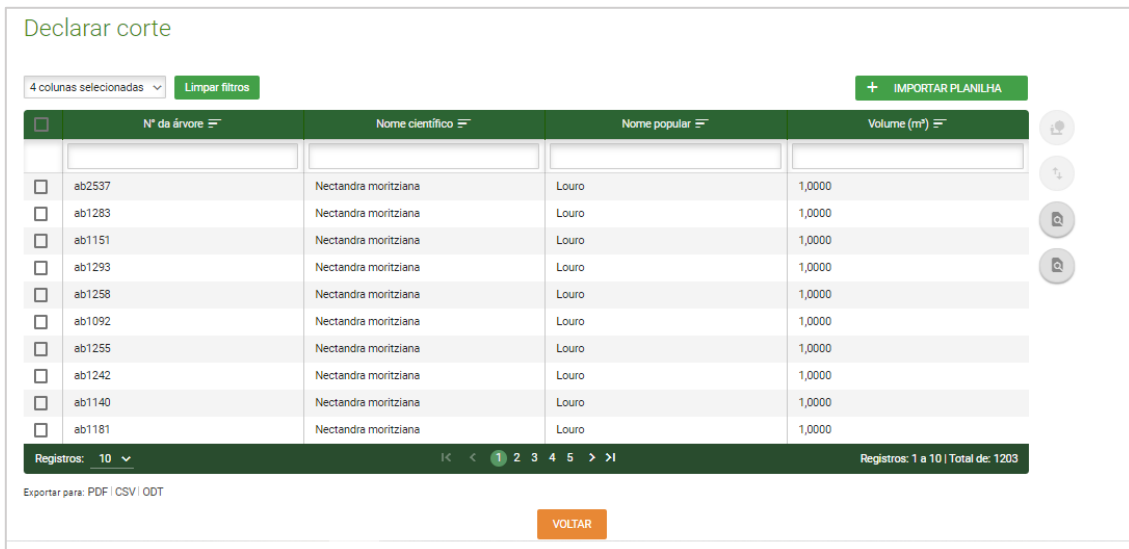 Declarar corte
4 colunas selecionadas Limpar filtros + IMPORTAR PLANILHA
N° da árvore Nome científico Nome popular Volume (m³)
ab2537 Nectandra moritziana Louro 1,0000
ab1283 Nectandra moritziana Louro 1,0000
ab1151 Nectandra moritziana Louro 1,0000
ab1293 Nectandra moritziana Louro 1,0000
ab1258 Nectandra moritziana Louro 1,0000
ab1092 Nectandra moritziana Louro 1,0000
ab1255 Nectandra moritziana Louro 1,0000
ab1242 Nectandra moritziana Louro 1,0000
ab1140 Nectandra moritziana Louro 1,0000
ab1181 Nectandra moritziana Louro 1,0000
Registros: 10 1 2 3 4 5 Registros: 1 a 10 | Total de: 1203
Exportar para: PDF | CSV | ODT
VOLTAR